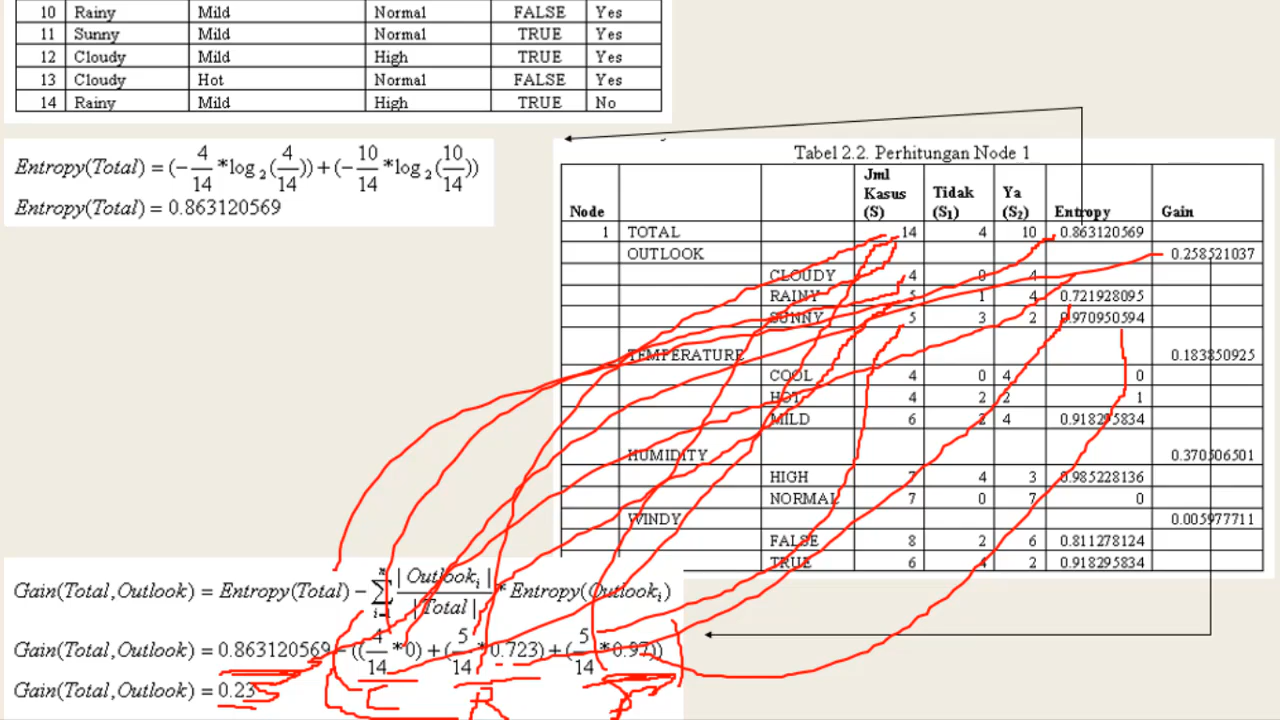 10 Rainy Mild Normal FALSE Yes
11 Sunny Mild Normal TRUE Yes
12 Cloudy Mild High TRUE Yes
13 Cloudy Hot Normal FALSE Yes
14 Rainy Mild High TRUE No
Entropy(Total) = (−4/14 * log₂(4/14)) + (−10/14 * log₂(10/14))
Entropy(Total) = 0.863120569
Tabel 2.2. Perhitungan Node 1
Node Jml Kasus (S) Tidak (S₁) Ya (S₂) Entropy Gain
1 TOTAL 14 4 10 0.863120569
OUTLOOK 0.258521037
CLOUDY 4 0 4
RAINY 5 1 4 0.721928095
SUNNY 5 3 2 0.970950594
TEMPERATURE 0.183850925
COOL 4 0 4 0
HOT 4 2 2 1
MILD 6 2 4 0.918295834
HUMIDITY 0.370506501
HIGH 7 4 3 0.985228136
NORMAL 7 0 7 0
WINDY 0.005977711
FALSE 8 2 6 0.811278124
TRUE 6 4 2 0.918295834
Gain(Total,Outlook) = Entropy(Total) − ∑ⁿᵢ₌₁ |Outlookᵢ|/|Total| * Entropy(Outlookᵢ)
Gain(Total,Outlook) = 0.863120569 − ((4/14 * 0) + (5/14 * 0.723) + (5/14 * 0.97))
Gain(Total,Outlook) = 0.23